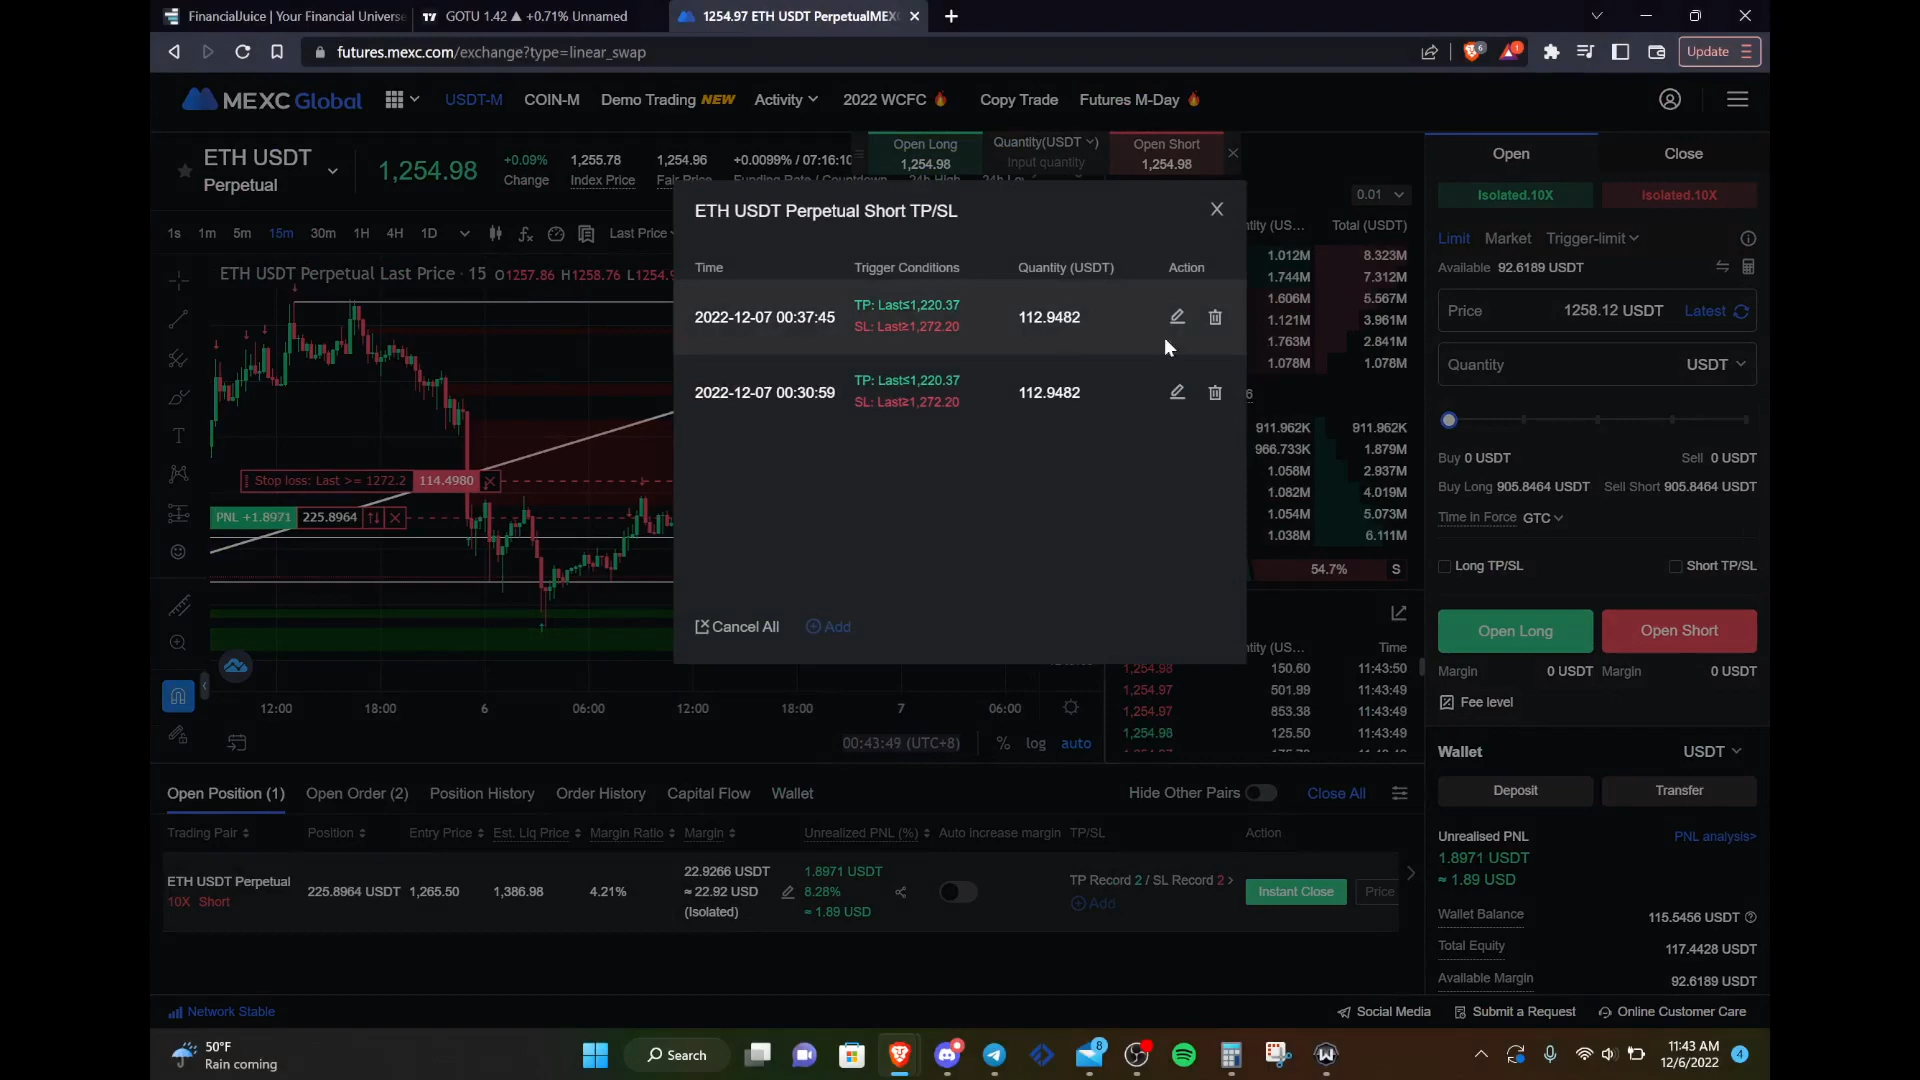 FinancialJuice | Your Financial Universe
GOTU 1.42 ▲ +0.71% Unnamed
1254.97 ETH USDT PerpetualMEXC
futures.mexc.com/exchange?type=linear_swap
6
1
Update
MEXC Global
USDT-M
COIN-M
Demo Trading NEW
Activity
2022 WCFC
Copy Trade
Futures M-Day
ETH USDT
Perpetual
1,254.98
+0.09%
Change
1,255.78
Index Price
1,254.96
Fair Price
+0.0099% / 07:16:10
Funding Rate / Countdown
24h High
24h Low
Open Long
1,254.98
Quantity(USDT)
Input quantity
Open Short
1,254.98
1s 1m 5m 15m 30m 1H 4H 1D
Last Price
ETH USDT Perpetual Last Price · 15 O1257.86 H1258.76 L1254.9
Stop loss: Last >= 1272.2 114.4980
PNL +1.8971 225.8964
12:00 18:00 6 06:00 12:00 18:00 7 06:00
00:43:49 (UTC+8)
% log auto
ETH USDT Perpetual Short TP/SL
Time Trigger Conditions Quantity (USDT) Action
2022-12-07 00:37:45
TP: Last≤1,220.37
SL: Last≥1,272.20
112.9482
2022-12-07 00:30:59
TP: Last≤1,220.37
SL: Last≥1,272.20
112.9482
Cancel All
Add
0.01
ntity (US... Total (USDT)
1.012M 8.323M
1.744M 7.312M
1.606M 5.567M
1.121M 3.961M
1.763M 2.841M
1.078M 1.078M
6
911.962K 911.962K
966.733K 1.879M
1.058M 2.937M
1.082M 4.019M
1.054M 5.073M
1.038M 6.111M
54.7% S
ntity (US... Time
1,254.98 150.60 11:43:50
1,254.97 501.99 11:43:49
1,254.97 853.38 11:43:49
1,254.98 125.50 11:43:49
Open Close
Isolated.10X Isolated.10X
Limit Market Trigger-limit
Available 92.6189 USDT
Price 1258.12 USDT Latest
Quantity USDT
Buy 0 USDT Sell 0 USDT
Buy Long 905.8464 USDT Sell Short 905.8464 USDT
Time in Force GTC
Long TP/SL Short TP/SL
Open Long Open Short
Margin 0 USDT Margin 0 USDT
Fee level
Wallet USDT
Deposit Transfer
Unrealised PNL PNL analysis>
1.8971 USDT
≈ 1.89 USD
Wallet Balance 115.5456 USDT
Total Equity 117.4428 USDT
Available Margin 92.6189 USDT
Open Position (1) Open Order (2) Position History Order History Capital Flow Wallet
Hide Other Pairs
Close All
Trading Pair Position Entry Price Est. Liq Price Margin Ratio Margin Unrealized PNL (%) Auto increase margin TP/SL Action
ETH USDT Perpetual
10X Short
225.8964 USDT
1,265.50
1,386.98
4.21%
22.9266 USDT
≈ 22.92 USD
(Isolated)
1.8971 USDT
8.28%
≈ 1.89 USD
TP Record 2 / SL Record 2 >
Add
Instant Close
Price
Network Stable
Social Media
Submit a Request
Online Customer Care
50°F
Rain coming
Search
8
11:43 AM
12/6/2022
4